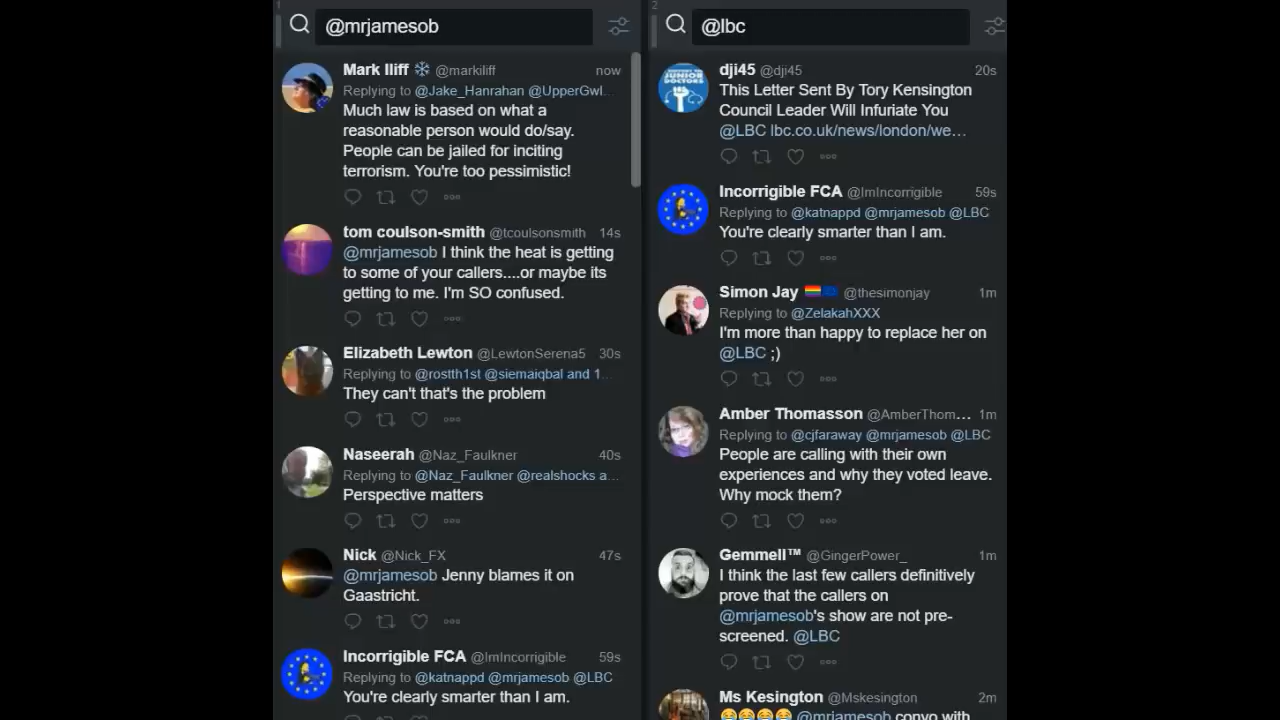 1
@mrjamesob
Mark Iliff ❄ @markiliff now
Replying to @Jake_Hanrahan @UpperGwl...
Much law is based on what a
reasonable person would do/say.
People can be jailed for inciting
terrorism. You're too pessimistic!
tom coulson-smith @tcoulsonsmith 14s
@mrjamesob I think the heat is getting
to some of your callers....or maybe its
getting to me. I'm SO confused.
Elizabeth Lewton @LewtonSerena5 30s
Replying to @rostth1st @siemaiqbal and 1...
They can't that's the problem
Naseerah @Naz_Faulkner 40s
Replying to @Naz_Faulkner @realshocks a...
Perspective matters
Nick @Nick_FX 47s
@mrjamesob Jenny blames it on
Gaastricht.
Incorrigible FCA @ImIncorrigible 59s
Replying to @katnappd @mrjamesob @LBC
You're clearly smarter than I am.
2
@lbc
dji45 @dji45 20s
This Letter Sent By Tory Kensington
Council Leader Will Infuriate You
@LBC lbc.co.uk/news/london/we...
Incorrigible FCA @ImIncorrigible 59s
Replying to @katnappd @mrjamesob @LBC
You're clearly smarter than I am.
Simon Jay 🏳️‍🌈🇪🇺 @thesimonjay 1m
Replying to @ZelakahXXX
I'm more than happy to replace her on
@LBC ;)
Amber Thomasson @AmberThom... 1m
Replying to @cjfaraway @mrjamesob @LBC
People are calling with their own
experiences and why they voted leave.
Why mock them?
Gemmell™ @GingerPower_ 1m
I think the last few callers definitively
prove that the callers on
@mrjamesob's show are not pre-
screened. @LBC
Ms Kesington @Mskesington 2m
😂😂😂😂 @mrjamesob convo with